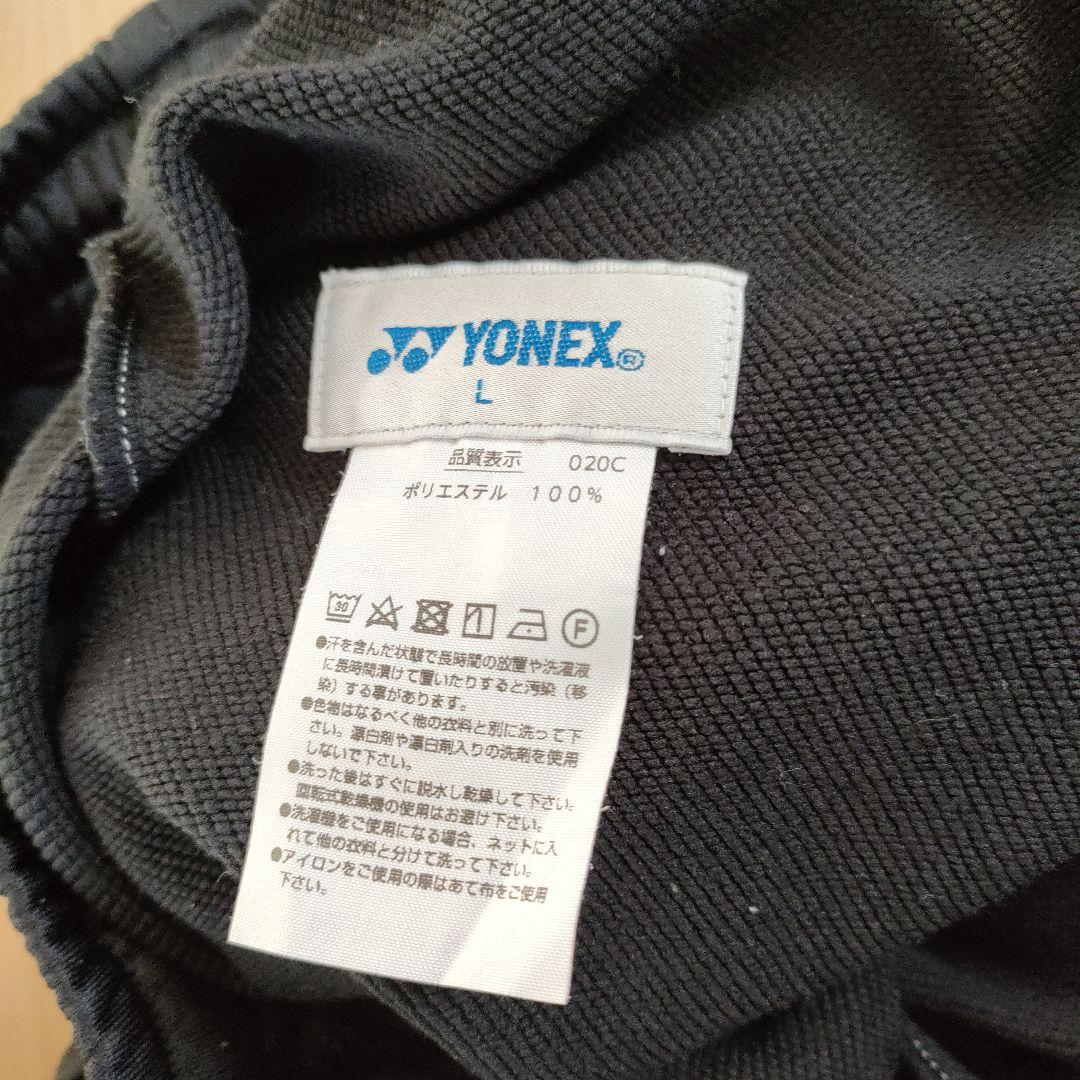 YONEX®
L
品質表示 020C
ポリエステル 100%
30 F
●汗を含んだ状態で長時間の放置や洗濯液
に長時間漬けて置いたりすると汚染(移
染)する事があります。
●色物はなるべく他の衣料と別に洗って下
さい。漂白剤や漂白剤入りの洗剤を使用
しないで下さい。
●洗った後はすぐに脱水し乾燥して下さい。
回転式乾燥機の使用はお避け下さい。
●洗濯機をご使用になる場合、ネットに入
れて他の衣料と分けて洗って下さい。
●アイロンをご使用の際はあて布をご使用
下さい。